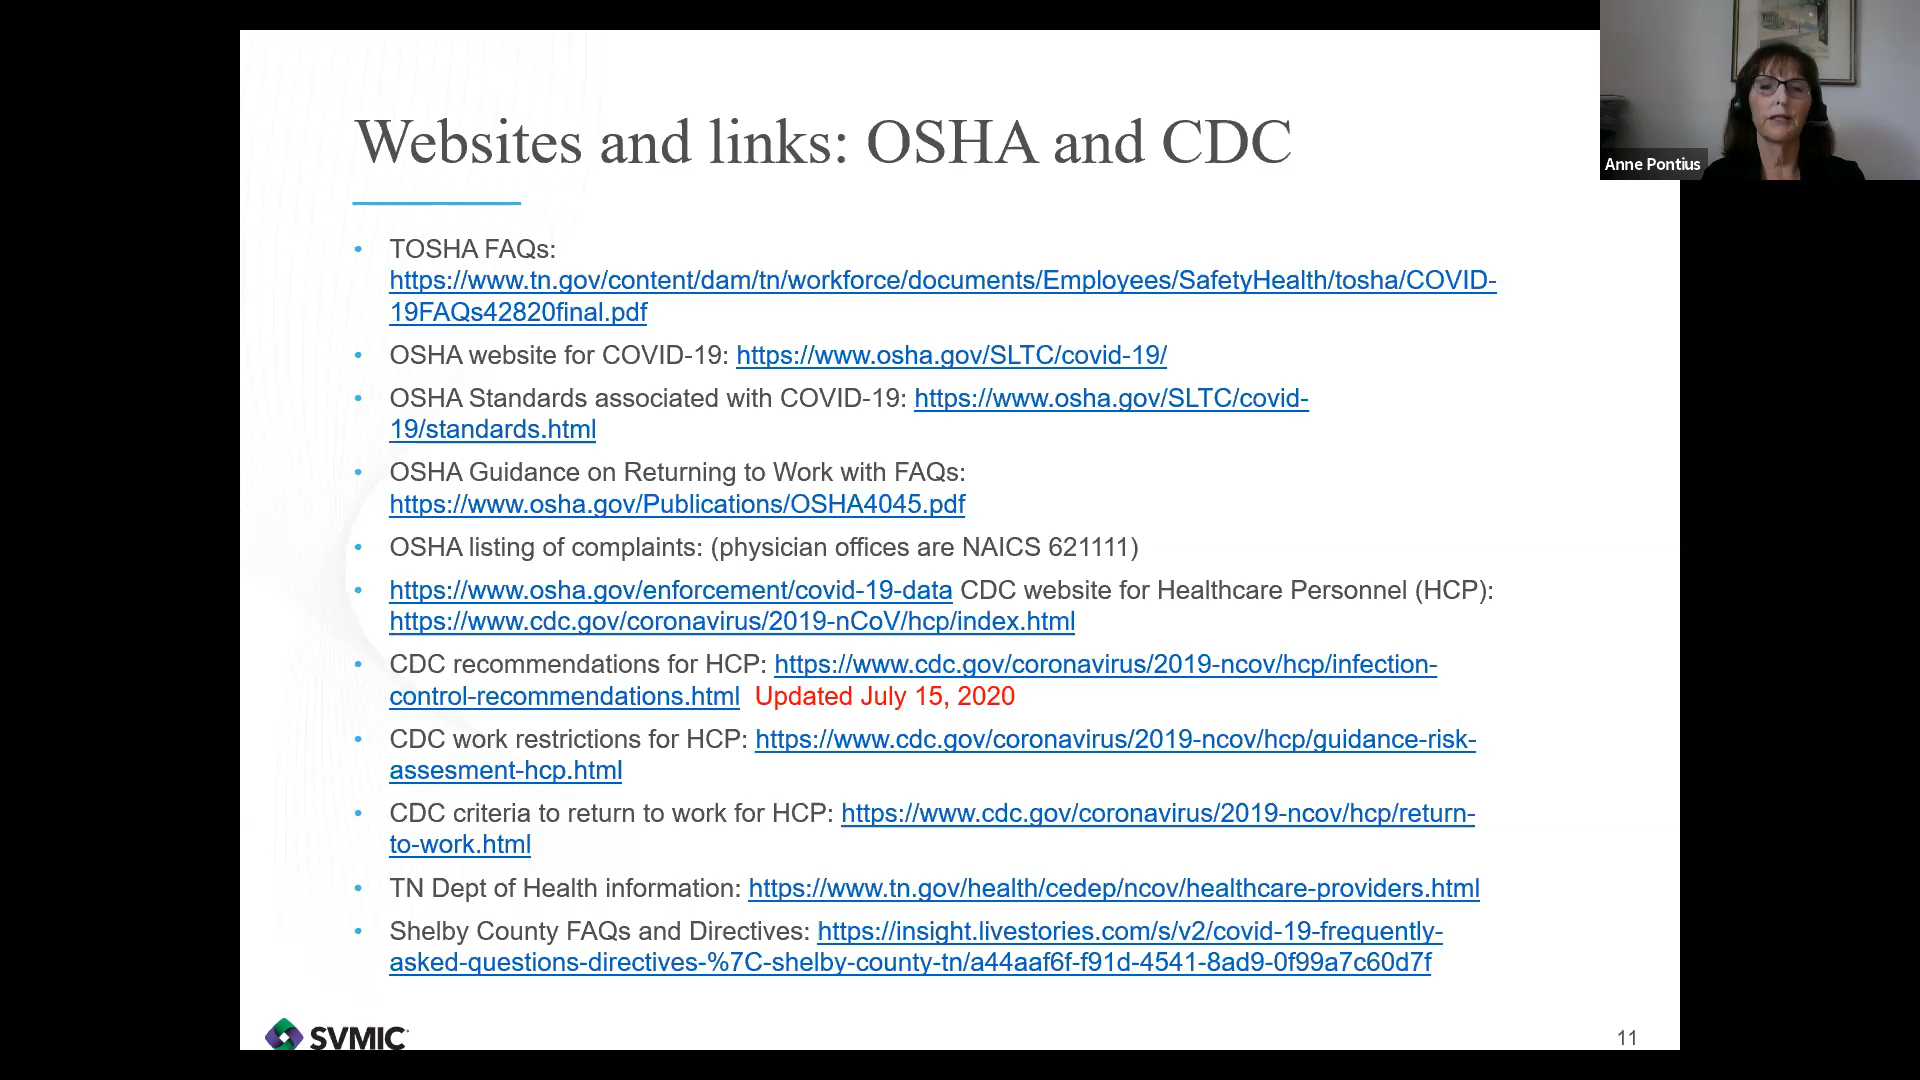 Websites and links: OSHA and CDC
Anne Pontius
• TOSHA FAQs:
https://www.tn.gov/content/dam/tn/workforce/documents/Employees/SafetyHealth/tosha/COVID-
19FAQs42820final.pdf
• OSHA website for COVID-19: https://www.osha.gov/SLTC/covid-19/
• OSHA Standards associated with COVID-19: https://www.osha.gov/SLTC/covid-
19/standards.html
• OSHA Guidance on Returning to Work with FAQs:
https://www.osha.gov/Publications/OSHA4045.pdf
• OSHA listing of complaints: (physician offices are NAICS 621111)
• https://www.osha.gov/enforcement/covid-19-data CDC website for Healthcare Personnel (HCP):
https://www.cdc.gov/coronavirus/2019-nCoV/hcp/index.html
• CDC recommendations for HCP: https://www.cdc.gov/coronavirus/2019-ncov/hcp/infection-
control-recommendations.html Updated July 15, 2020
• CDC work restrictions for HCP: https://www.cdc.gov/coronavirus/2019-ncov/hcp/guidance-risk-
assesment-hcp.html
• CDC criteria to return to work for HCP: https://www.cdc.gov/coronavirus/2019-ncov/hcp/return-
to-work.html
• TN Dept of Health information: https://www.tn.gov/health/cedep/ncov/healthcare-providers.html
• Shelby County FAQs and Directives: https://insight.livestories.com/s/v2/covid-19-frequently-
asked-questions-directives-%7C-shelby-county-tn/a44aaf6f-f91d-4541-8ad9-0f99a7c60d7f
SVMIC
11